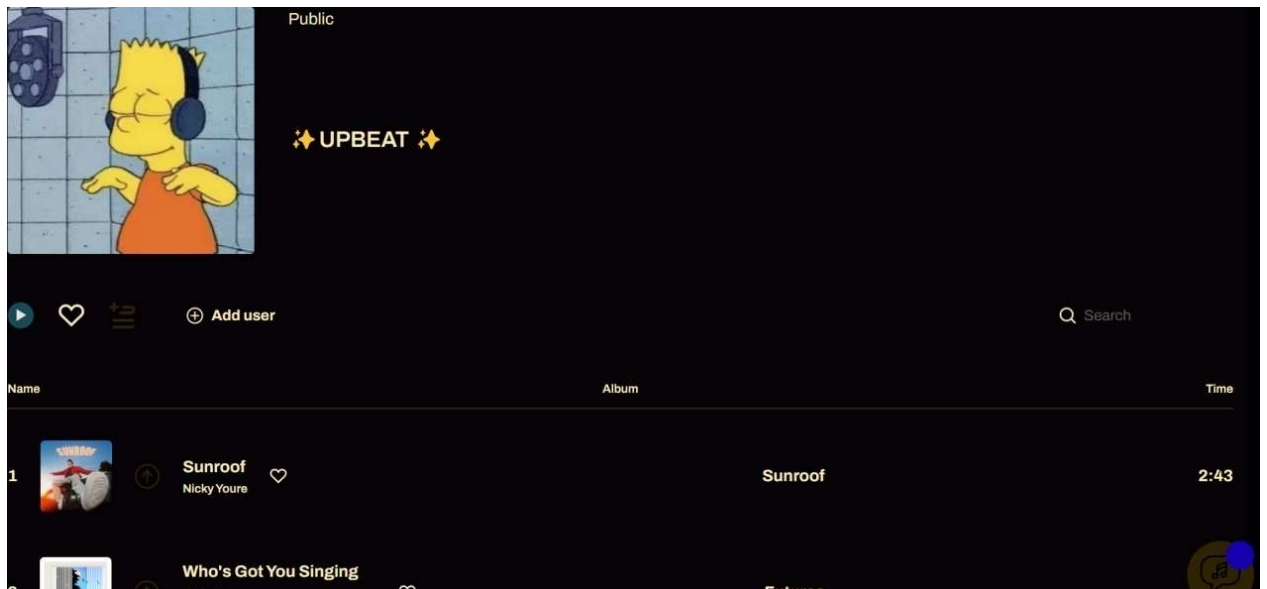 Public
✨ UPBEAT ✨
Add user
Search
Name Album Time
1
SUNROOF
Sunroof
Nicky Youre
Sunroof
2:43
Who's Got You Singing